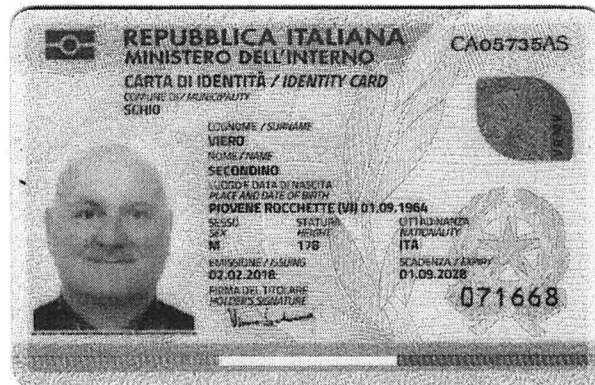 REPUBBLICA ITALIANA
MINISTERO DELL'INTERNO
CA05735AS
CARTA DI IDENTITÀ / IDENTITY CARD
COMUNE DI / MUNICIPALITY
SCHIO
COGNOME / SURNAME
VIERO
NOME / NAME
SECONDINO
LUOGO E DATA DI NASCITA
PLACE AND DATE OF BIRTH
PIOVENE ROCCHETTE (VI) 01.09.1964
SESSO STATURA CITTADINANZA
SEX HEIGHT NATIONALITY
M 178 ITA
EMISSIONE / ISSUING SCADENZA / EXPIRY
02.02.2018 01.09.2028
FIRMA DEL TITOLARE
HOLDER'S SIGNATURE
071668